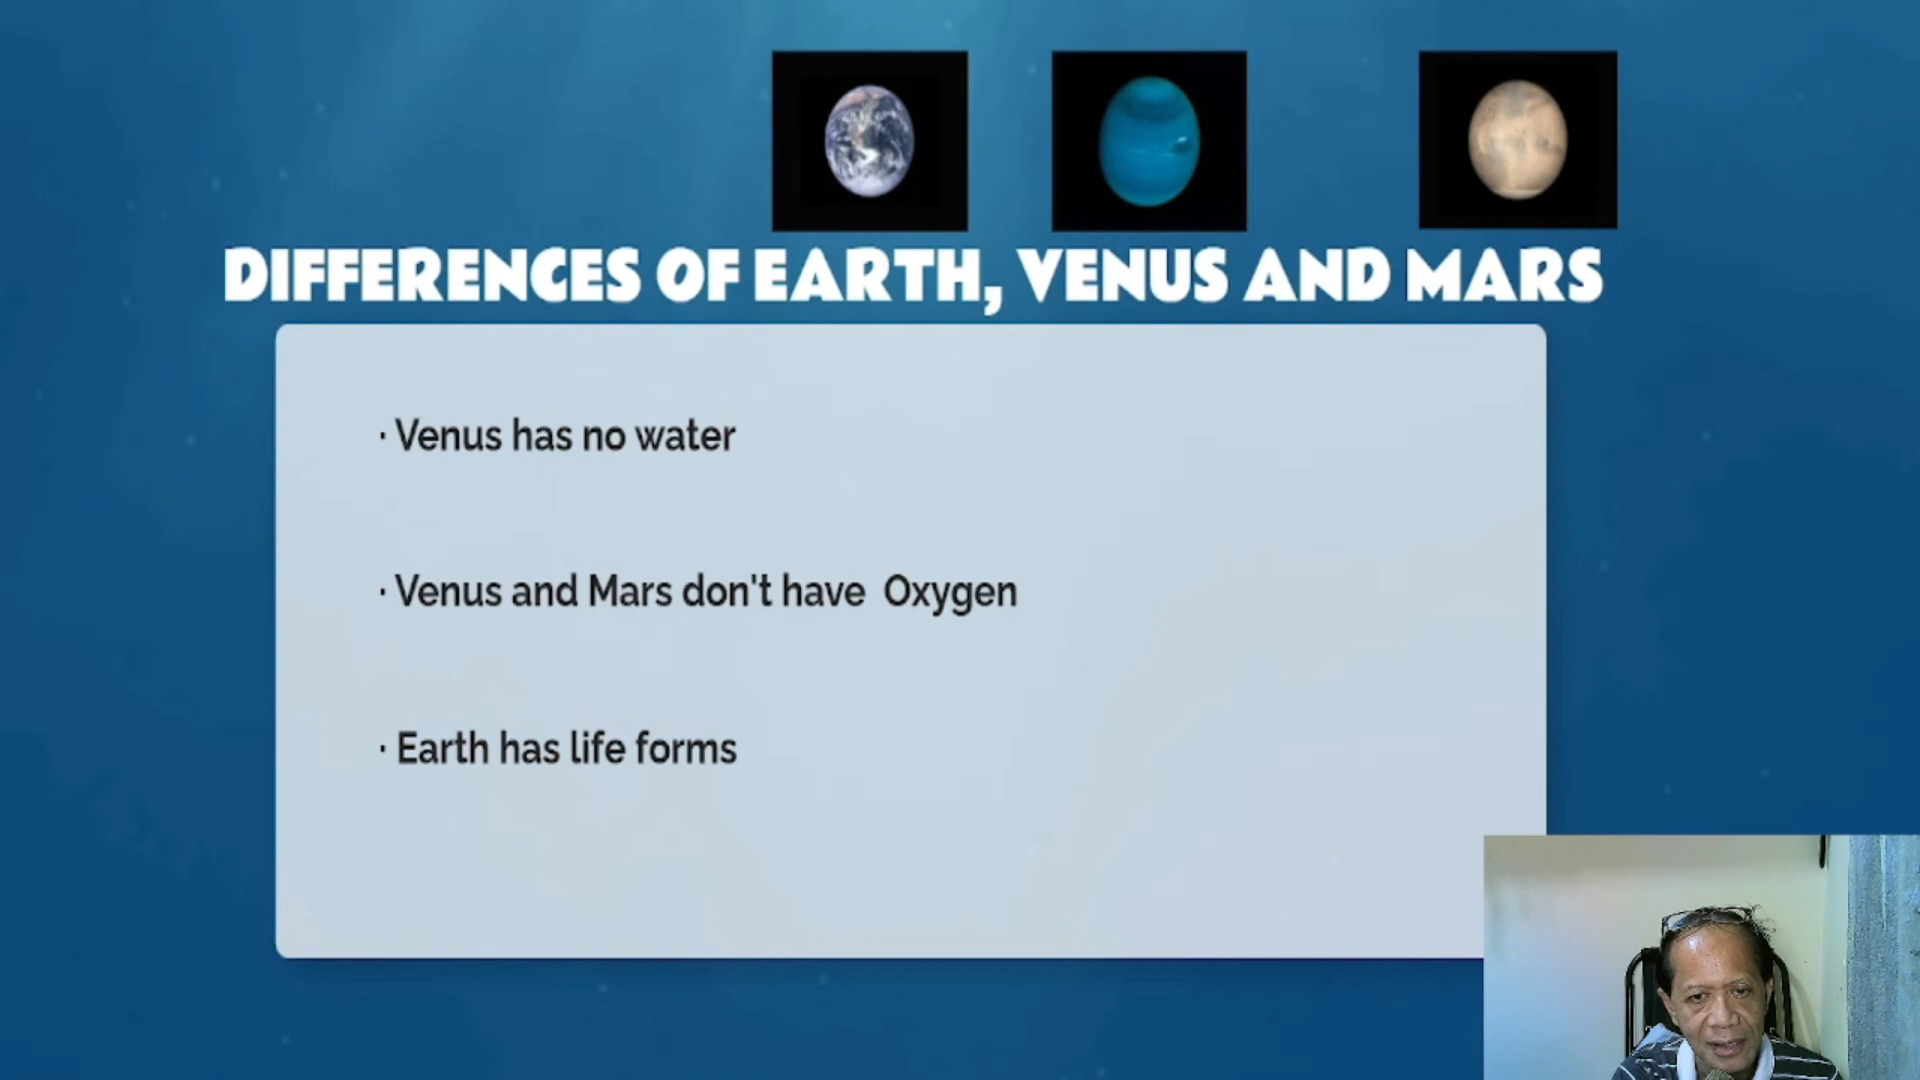 DIFFERENCES OF EARTH, VENUS AND MARS
· Venus has no water
· Venus and Mars don't have Oxygen
· Earth has life forms